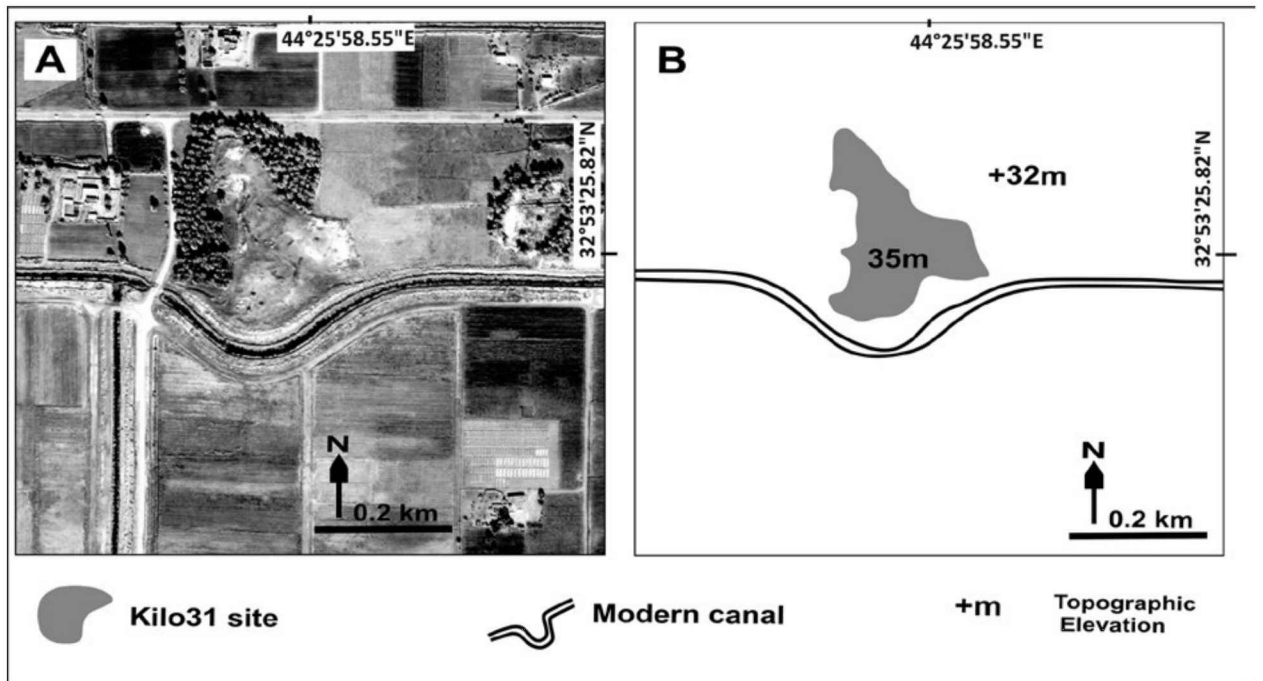 A
44°25'58.55"E
32°53'25.82"N
N
0.2 km
B
44°25'58.55"E
+32m
32°53'25.82"N
35m
N
0.2 km
Kilo31 site
Modern canal
+m
Topographic
Elevation